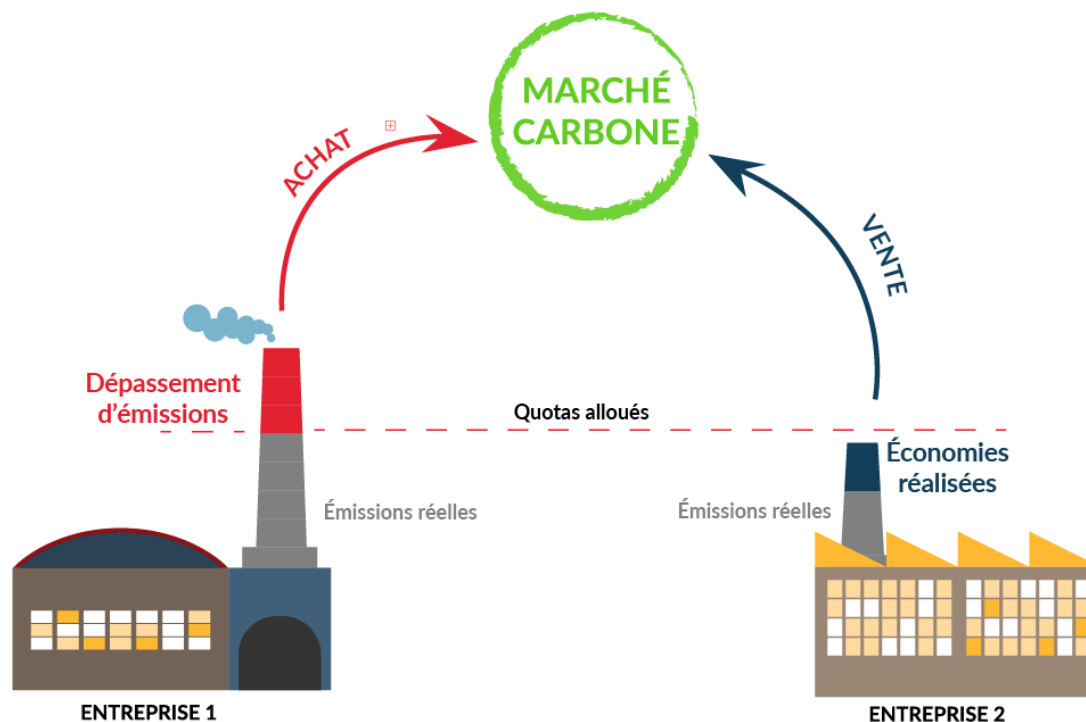 MARCHÉ
CARBONE
ACHAT
VENTE
Dépassement
d'émissions
Quotas alloués
Économies
réalisées
Émissions réelles
Émissions réelles
ENTREPRISE 1
ENTREPRISE 2